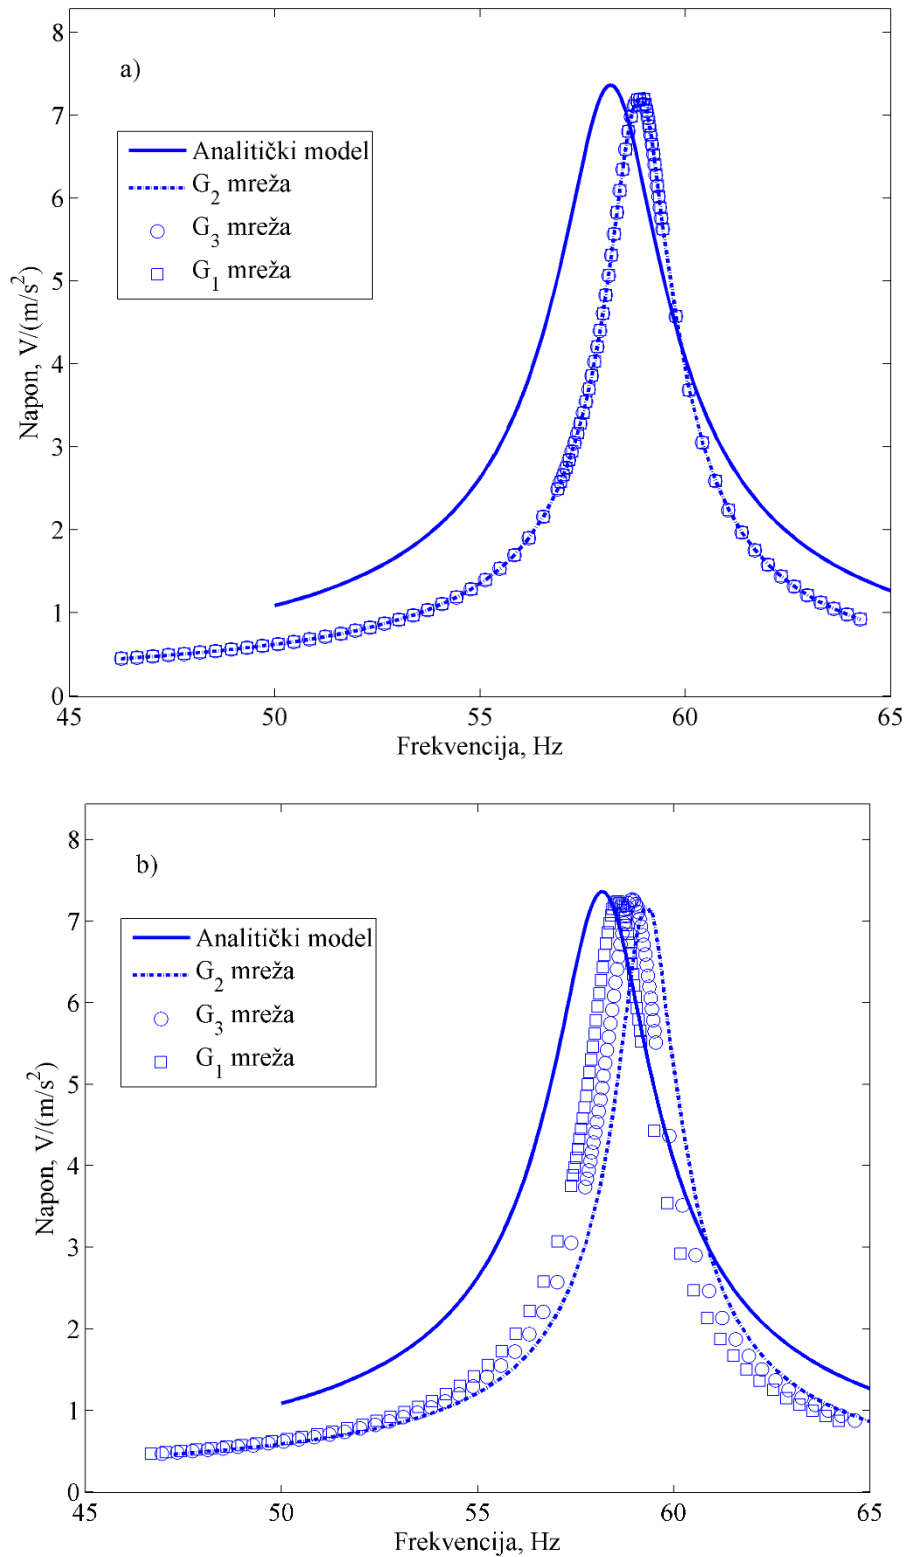 8
a)
7
Analitički model
G2 mreža
6
G3 mreža
G1 mreža
5
Napon, V/(m/s²)
4
3
2
1
0
45 50 55 60 65
Frekvencija, Hz
8
b)
7
Analitički model
G2 mreža
6
G3 mreža
G1 mreža
5
Napon, V/(m/s²)
4
3
2
1
0
45 50 55 60 65
Frekvencija, Hz